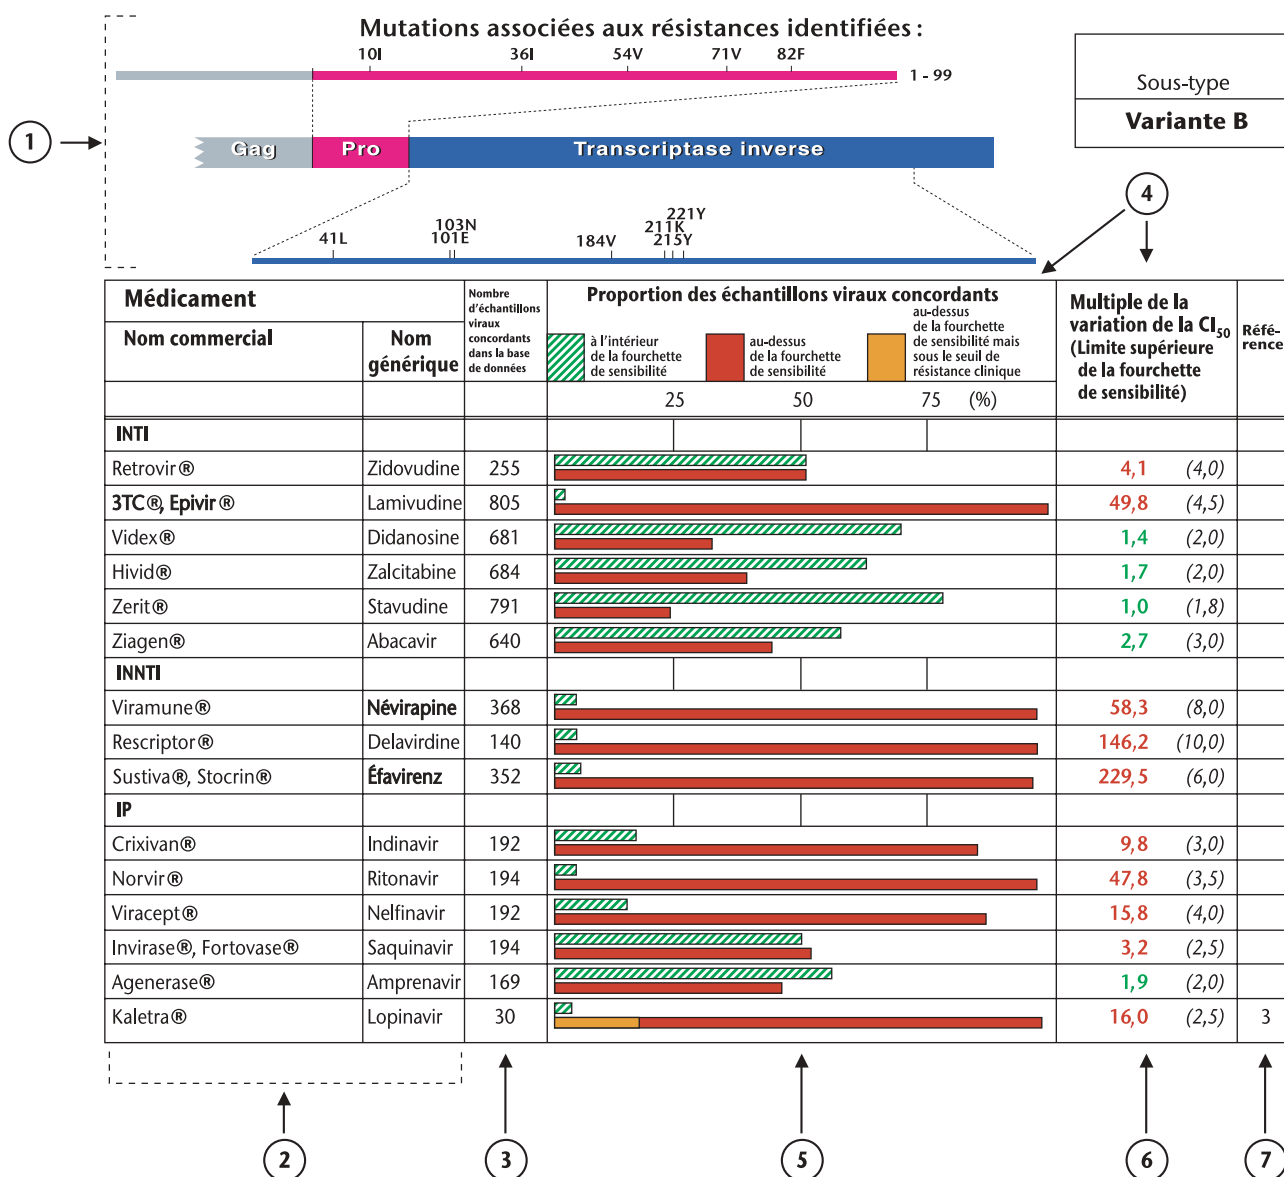 Mutations associées aux résistances identifiées :
10I 36I 54V 71V 82F
1 - 99
Sous-type
Variante B
1
Gag Pro Transcriptase inverse
4
221Y
103N 211K
41L 101E 184V 215Y
Médicament
Nom commercial
Nom
générique
Nombre
d'échantillons
viraux
concordants
dans la base
de données
Proportion des échantillons viraux concordants
à l'intérieur
de la fourchette
de sensibilité
au-dessus
de la fourchette
de sensibilité
au-dessus
de la fourchette
de sensibilité mais
sous le seuil de
résistance clinique
Multiple de la
variation de la CI50
(Limite supérieure
de la fourchette
de sensibilité)
Réfé-
rence
25 50 75 (%)
INTI
Retrovir® Zidovudine 255 4,1 (4,0)
3TC®, Epivir® Lamivudine 805 49,8 (4,5)
Videx® Didanosine 681 1,4 (2,0)
Hivid® Zalcitabine 684 1,7 (2,0)
Zerit® Stavudine 791 1,0 (1,8)
Ziagen® Abacavir 640 2,7 (3,0)
INNTI
Viramune® Névirapine 368 58,3 (8,0)
Rescriptor® Delavirdine 140 146,2 (10,0)
Sustiva®, Stocrin® Éfavirenz 352 229,5 (6,0)
IP
Crixivan® Indinavir 192 9,8 (3,0)
Norvir® Ritonavir 194 47,8 (3,5)
Viracept® Nelfinavir 192 15,8 (4,0)
Invirase®, Fortovase® Saquinavir 194 3,2 (2,5)
Agenerase® Amprenavir 169 1,9 (2,0)
Kaletra® Lopinavir 30 16,0 (2,5) 3
2 3 5 6 7